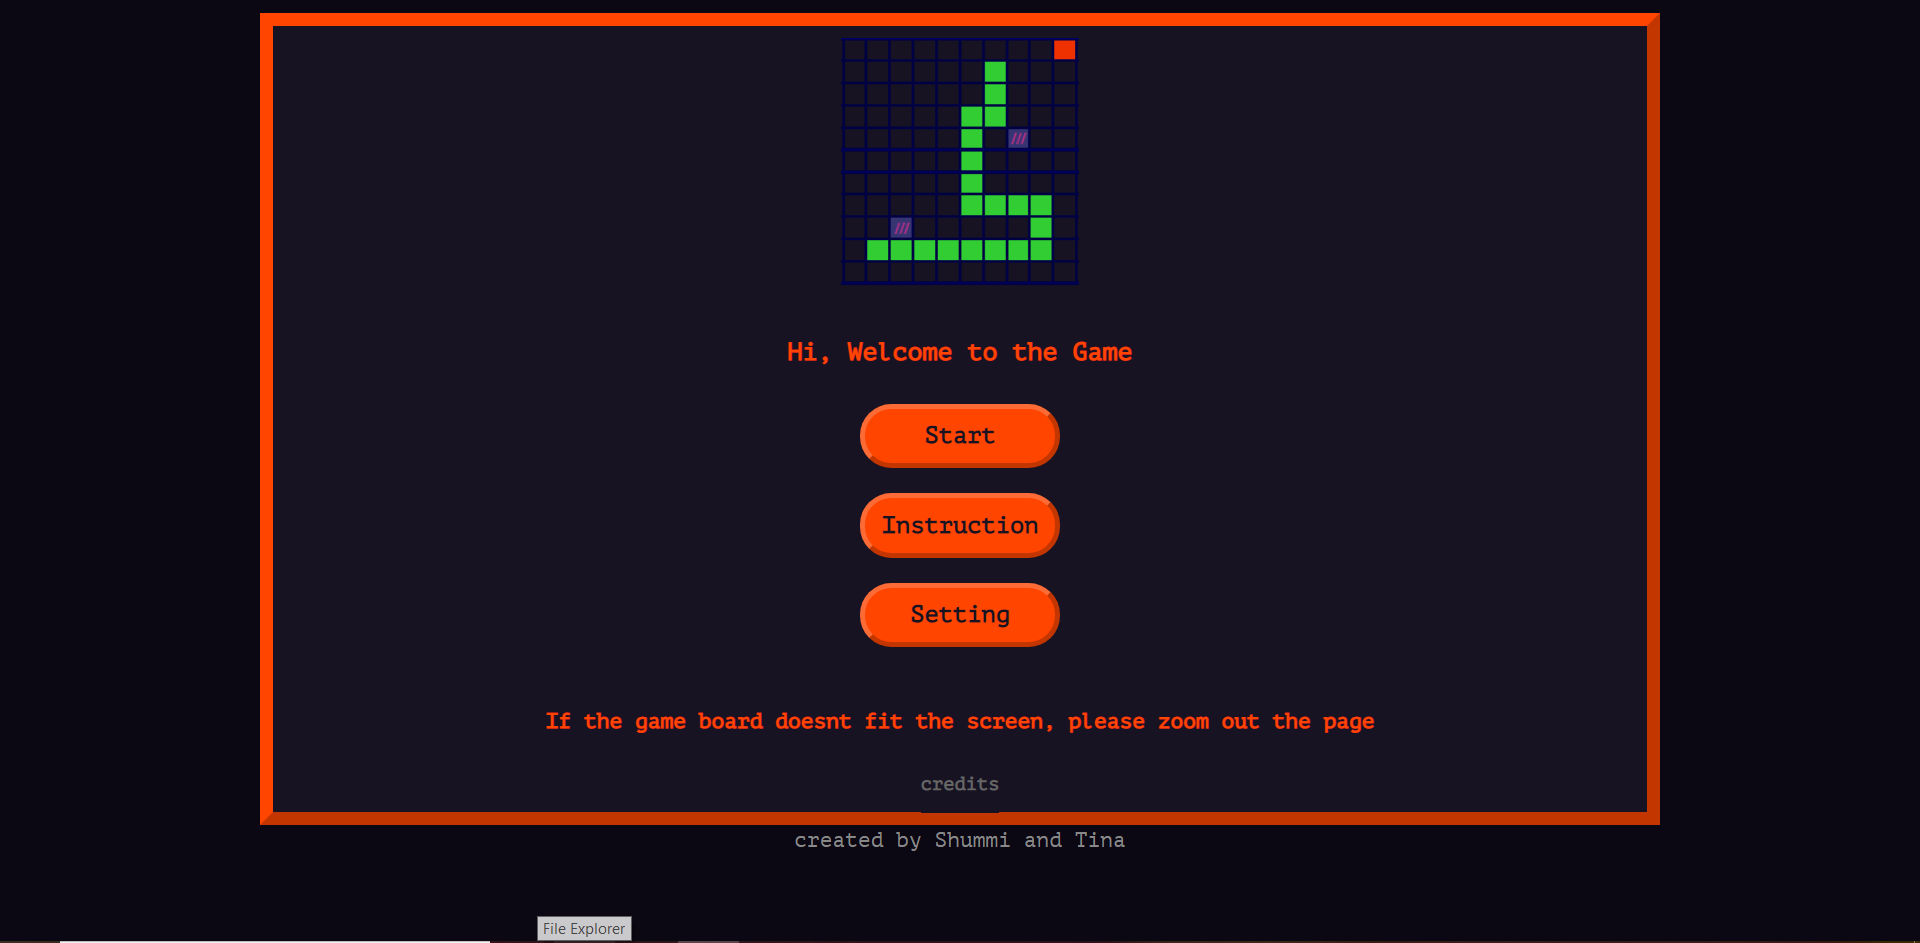 ///
///
Hi, Welcome to the Game
Start
Instruction
Setting
If the game board doesnt fit the screen, please zoom out the page
credits
created by Shummi and Tina
File Explorer